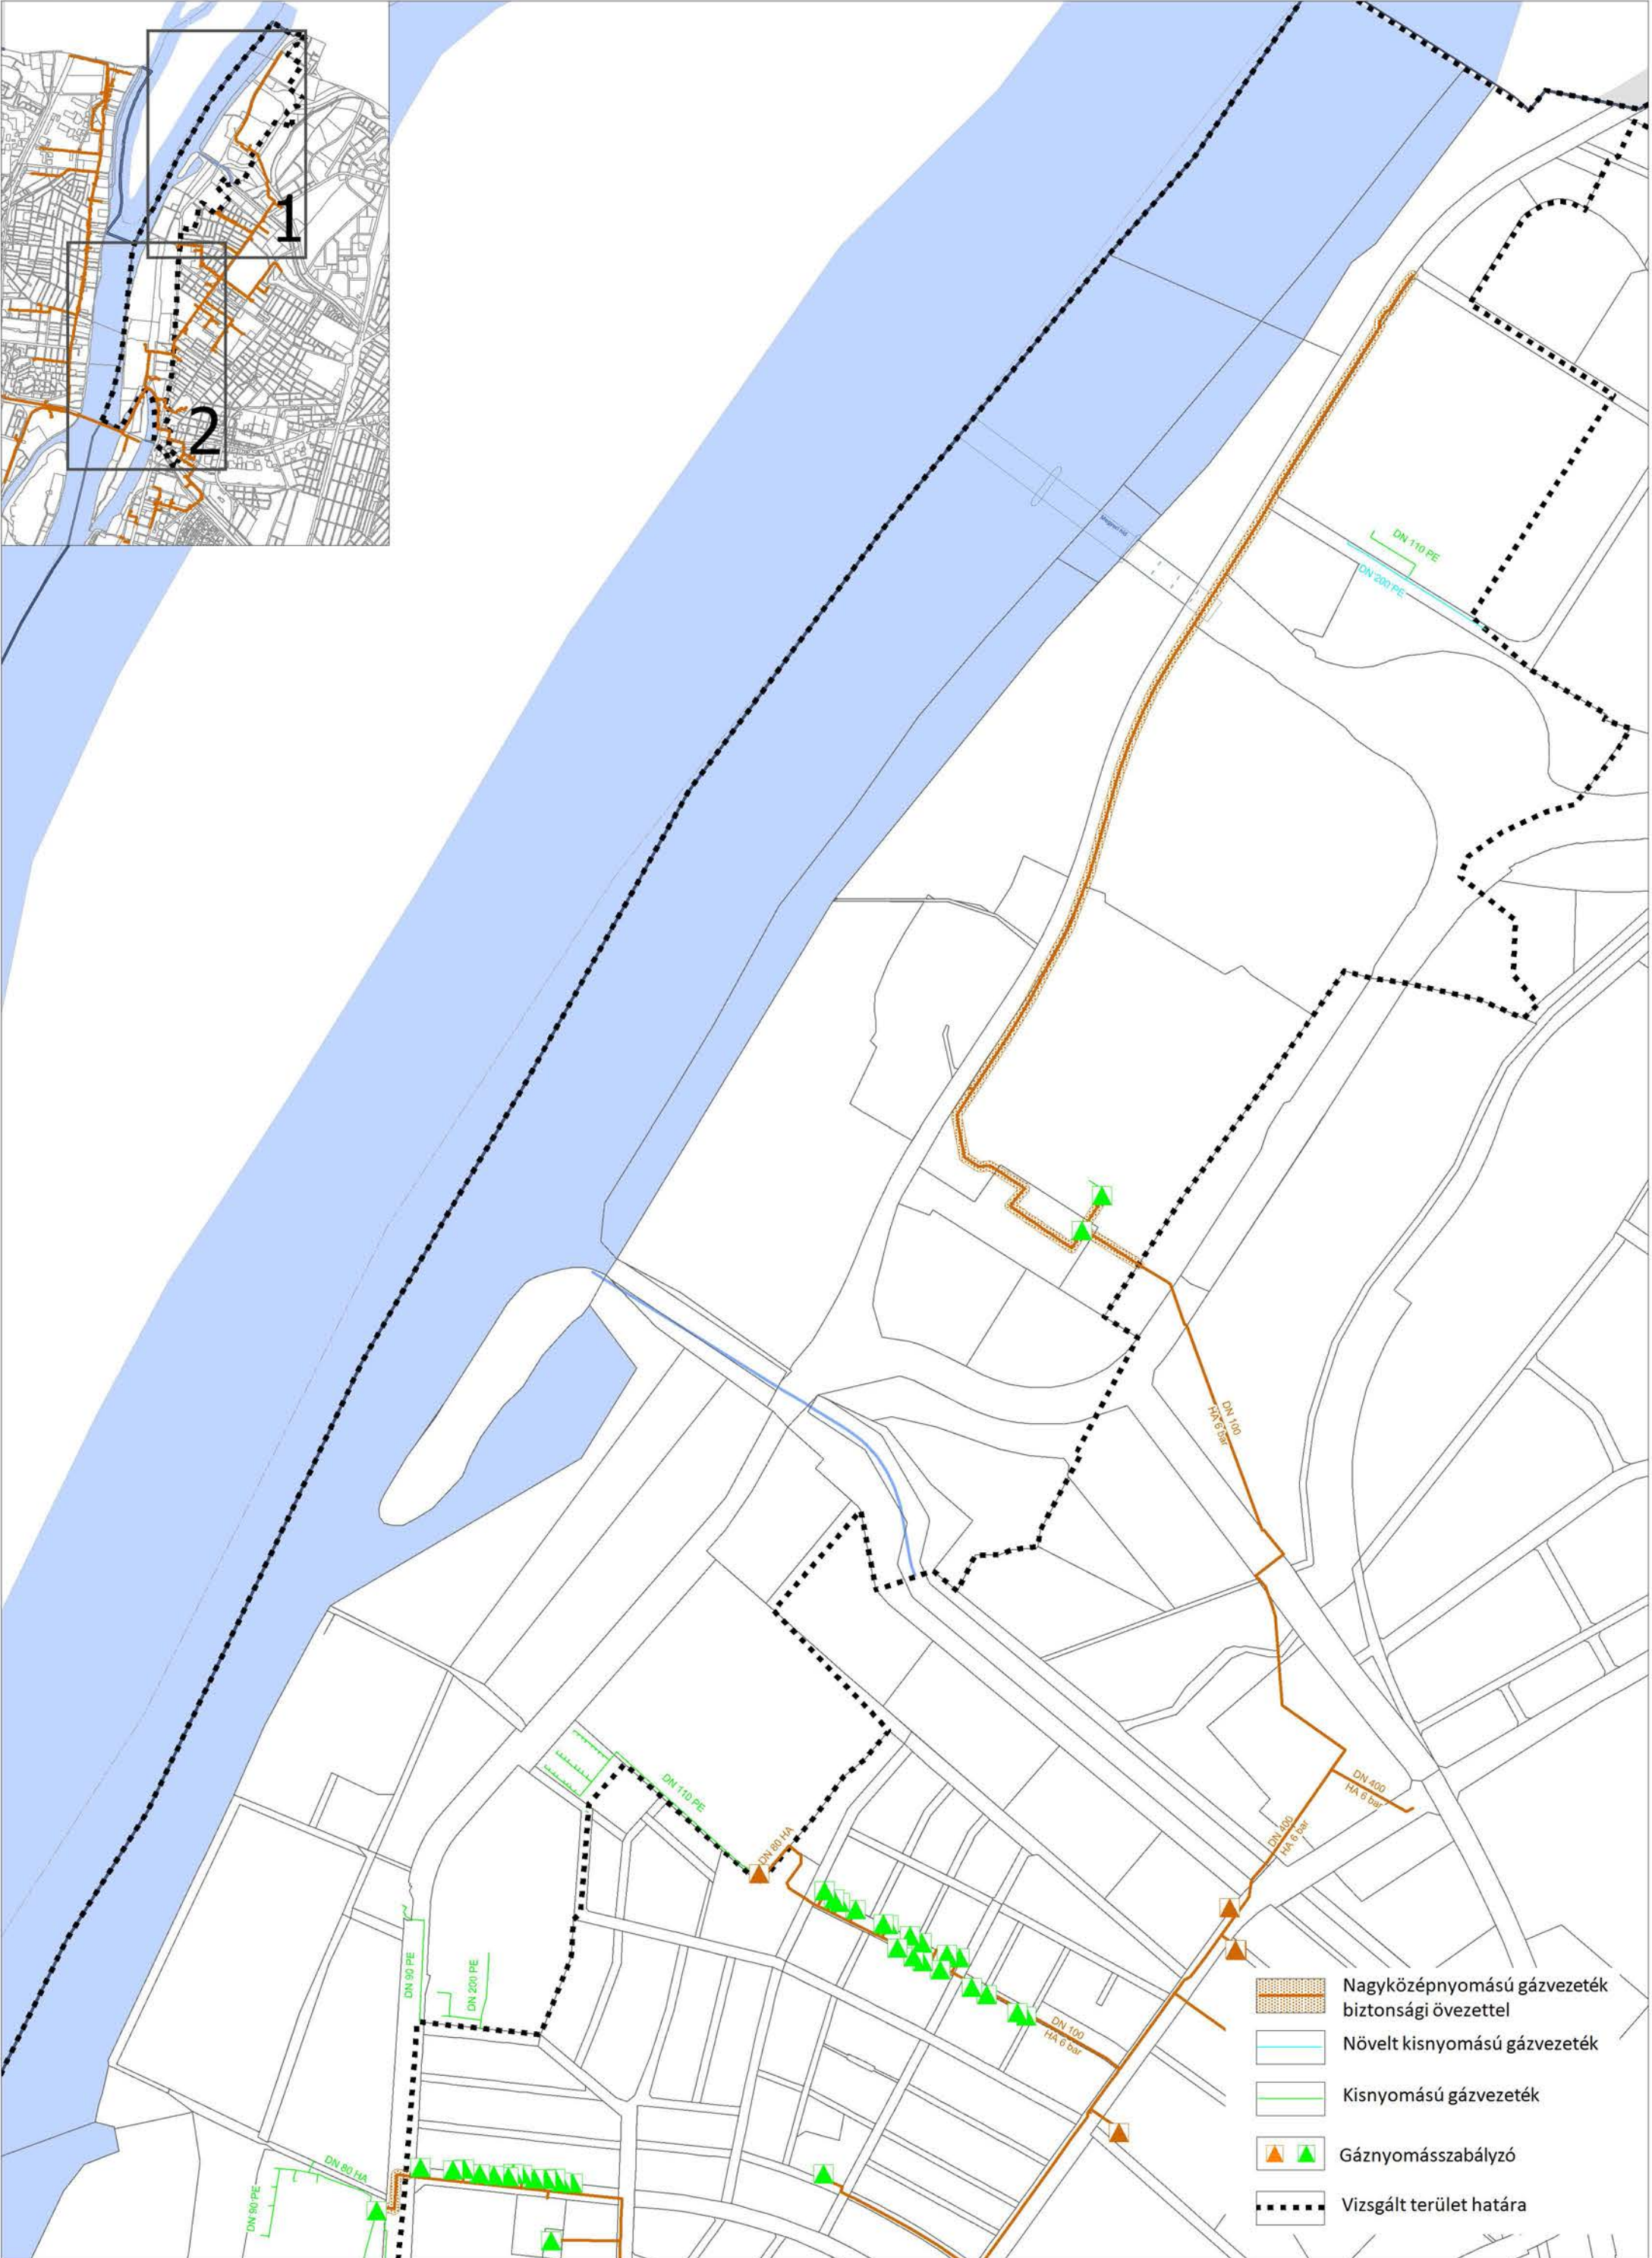 1
2
Megyeri híd
DN 110 PE
DN 200 PE
DN 100
HA 6 bar
DN 400
HA 6 bar
DN 400
HA 6 bar
DN 110 PE
DN 80 HA
DN 90 PE
DN 200 PE
DN 100
HA 6 bar
DN 80 HA
DN 90 PE
Nagyközépnyomású gázvezeték
biztonsági övezettel
Növelt kisnyomású gázvezeték
Kisnyomású gázvezeték
Gáznyomásszabályzó
Vizsgált terület határa